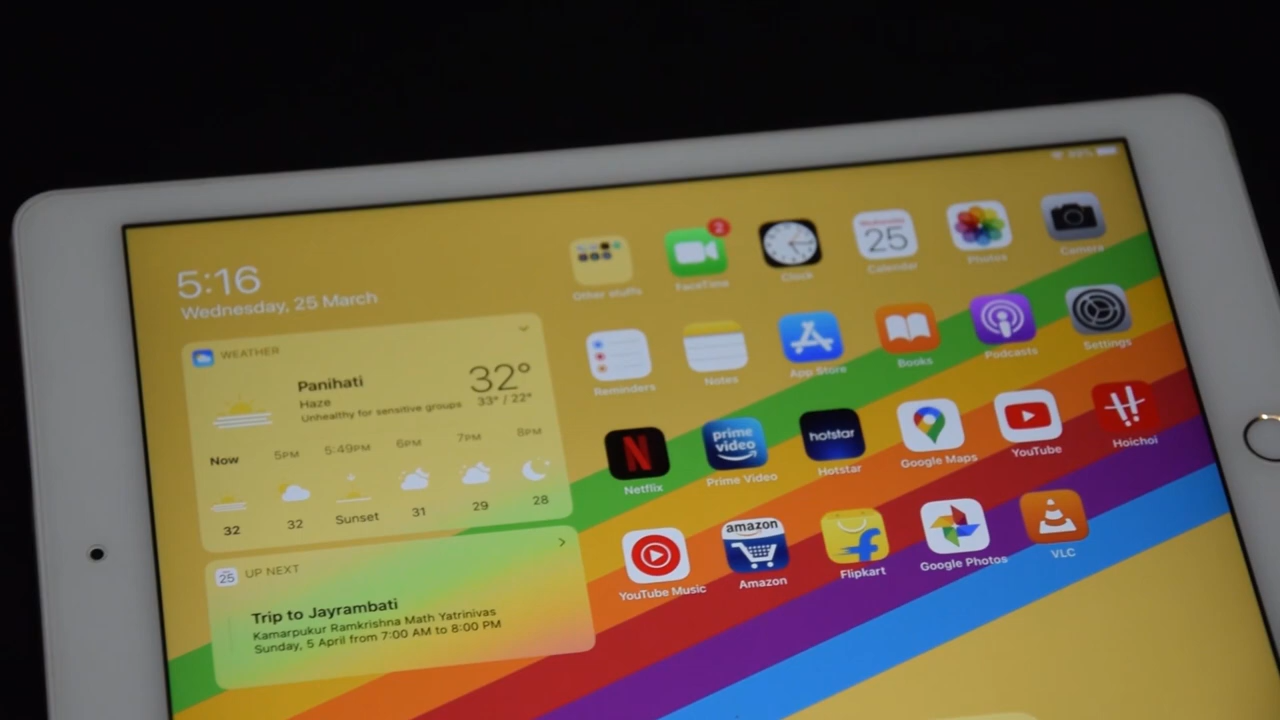 5:16
Wednesday, 25 March
WEATHER
Panihati
Haze
Unhealthy for sensitive groups
32°
33° / 22°
Now 5PM 5:49PM 6PM 7PM 8PM
32 32 Sunset 31 29 28
25 UP NEXT
Trip to Jayrambati
Kamarpukur Ramkrishna Math Yatrinivas
Sunday, 5 April from 7:00 AM to 8:00 PM
2
Wednesday
25
Other stuffs FaceTime Clock Calendar Photos Camera
Reminders Notes App Store Books Podcasts Settings
N
prime
video
hotstar
Netflix Prime Video Hotstar Google Maps YouTube Hoichoi
amazon
YouTube Music Amazon Flipkart Google Photos VLC